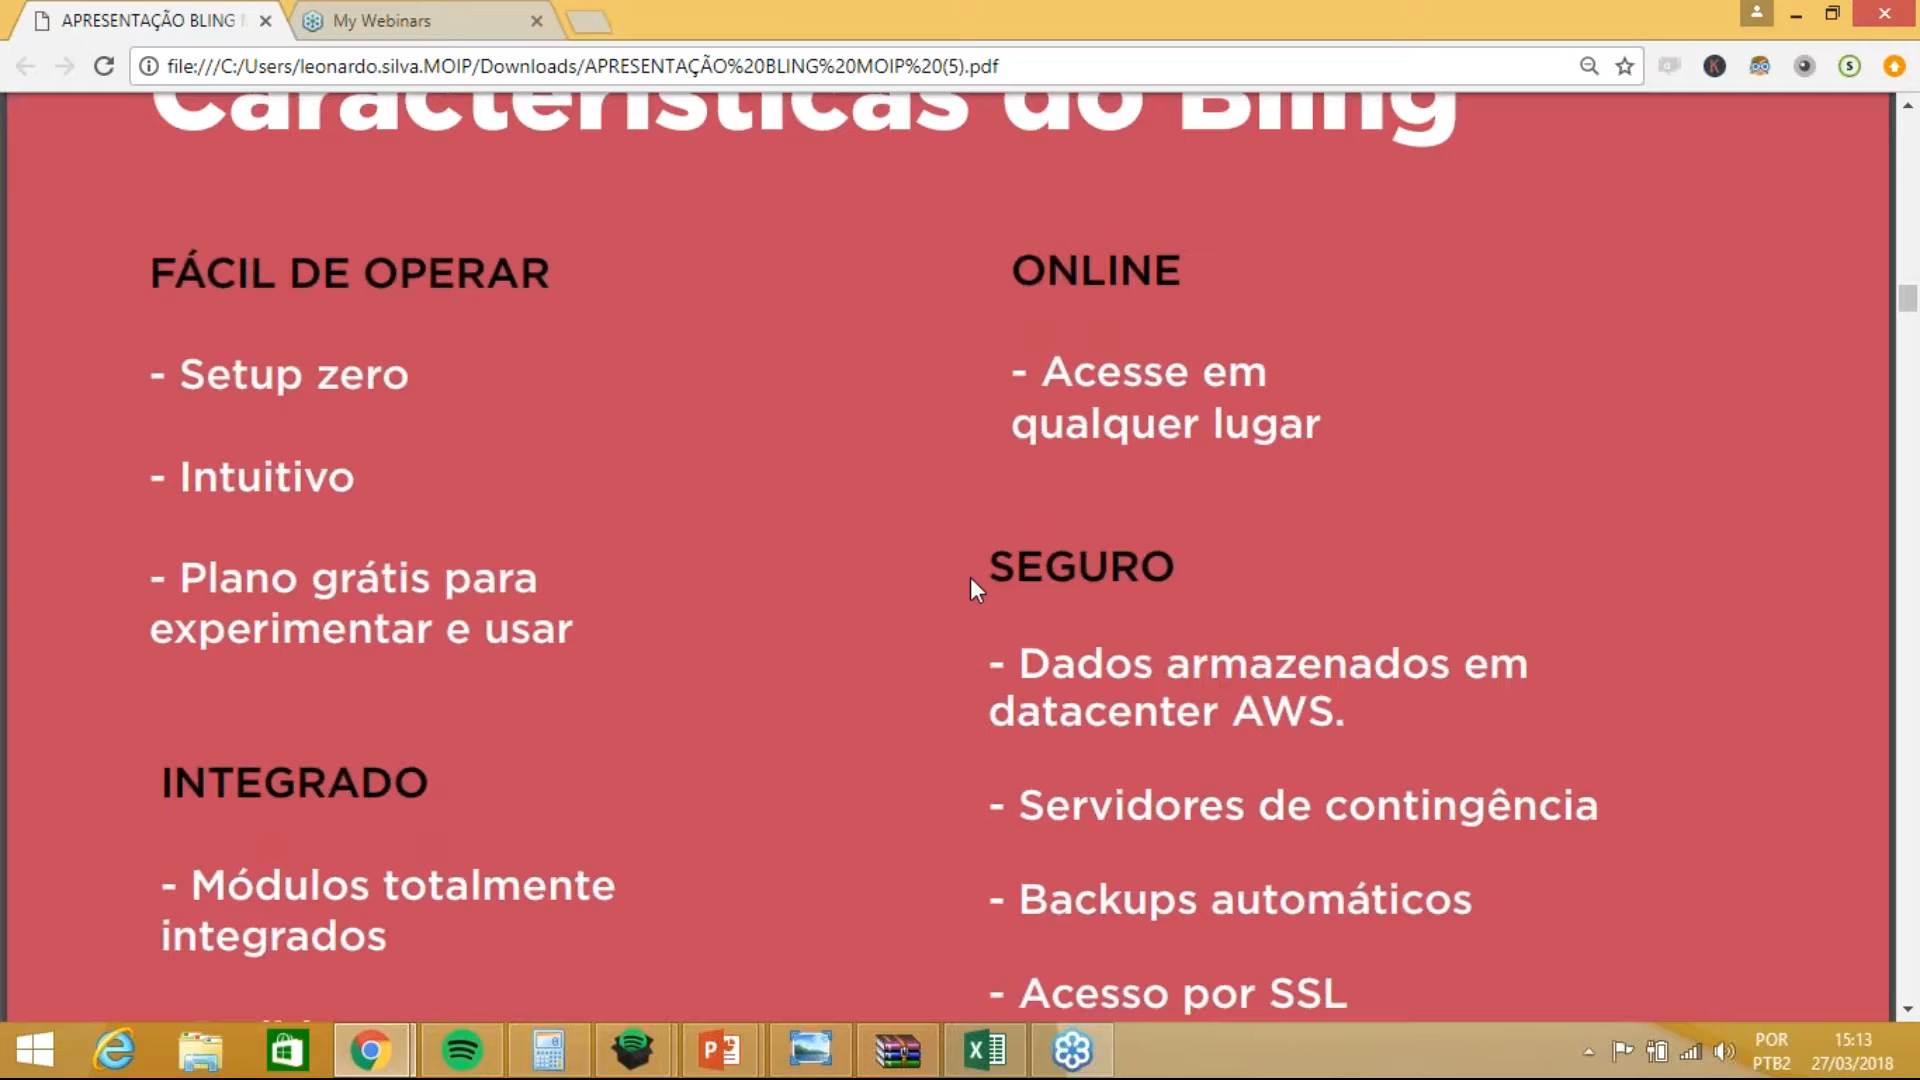 APRESENTAÇÃO BLING
My Webinars
file:///C:/Users/leonardo.silva.MOIP/Downloads/APRESENTAÇÃO%20BLING%20MOIP%20(5).pdf
Características do Bling
FÁCIL DE OPERAR
- Setup zero
- Intuitivo
- Plano grátis para
experimentar e usar
INTEGRADO
- Módulos totalmente
integrados
ONLINE
- Acesse em
qualquer lugar
SEGURO
- Dados armazenados em
datacenter AWS.
- Servidores de contingência
- Backups automáticos
- Acesso por SSL
POR
PTB2
15:13
27/03/2018